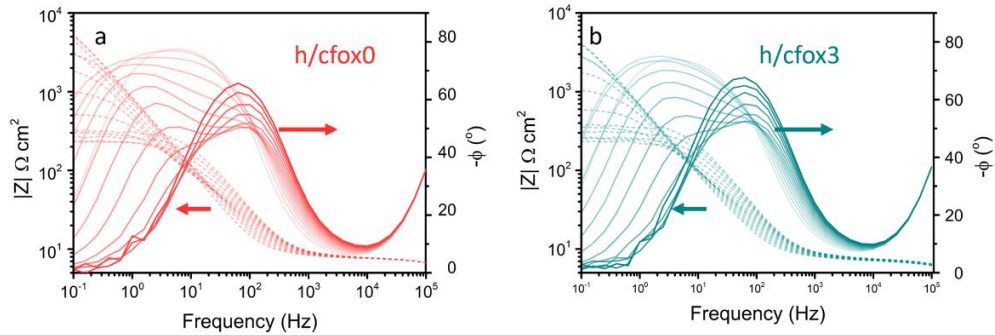 a
h/cfox0
|Z| Ω cm²
10⁴
10³
10²
10¹
80
60
40
20
0
-ϕ (°)
10⁻¹ 10⁰ 10¹ 10² 10³ 10⁴ 10⁵
Frequency (Hz)
b
h/cfox3
|Z| Ω cm²
10⁴
10³
10²
10¹
80
60
40
20
0
-ϕ (°)
10⁻¹ 10⁰ 10¹ 10² 10³ 10⁴ 10⁵
Frequency (Hz)